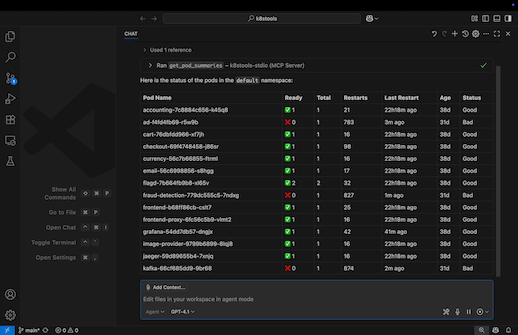 k8stools
CHAT
Used 1 reference
Ran get_pod_summaries – k8stools-stdio (MCP Server)
Here is the status of the pods in the default namespace:
Pod Name Ready Total Restarts Last Restart Age Status
accounting-7c8884c656-k45q8 ✅ 1 1 21 22h18m ago 38d Good
ad-f4fd4fb69-r5w9b ❌ 0 1 783 3m ago 31d Bad
cart-76dbfdd966-xf7jh ✅ 1 1 16 22h18m ago 38d Good
checkout-69f4748458-j86sr ✅ 1 1 98 22h18m ago 38d Good
currency-56c7b66855-ftrml ✅ 1 1 16 22h18m ago 38d Good
email-56c6998856-s8hgg ✅ 1 1 17 22h18m ago 38d Good
flagd-7b664fb9b8-xl65v ✅ 2 2 32 22h18m ago 38d Good
fraud-detection-779dc555c5-7ndxg ❌ 0 1 827 1m ago 31d Bad
frontend-b68ff86cb-cslt7 ✅ 1 1 25 22h18m ago 38d Good
frontend-proxy-6fc56c5b9-vlmt2 ✅ 1 1 16 22h18m ago 38d Good
grafana-54dd7db57-dngjx ✅ 1 1 42 41m ago 38d Good
image-provider-9799b6899-8lqj8 ✅ 1 1 16 22h18m ago 38d Good
jaeger-59d89655b4-7xnjq ✅ 1 1 16 22h18m ago 38d Good
kafka-66cf685dd9-9br68 ❌ 0 1 874 2m ago 31d Bad
Show All Commands ⇧ ⌘ P
Go to File ⌘ P
Open Chat ^ ⌘ I
Toggle Terminal ^ `
Open Settings ⌘ ,
Add Context...
Edit files in your workspace in agent mode
Agent GPT-4.1
main* 0 0